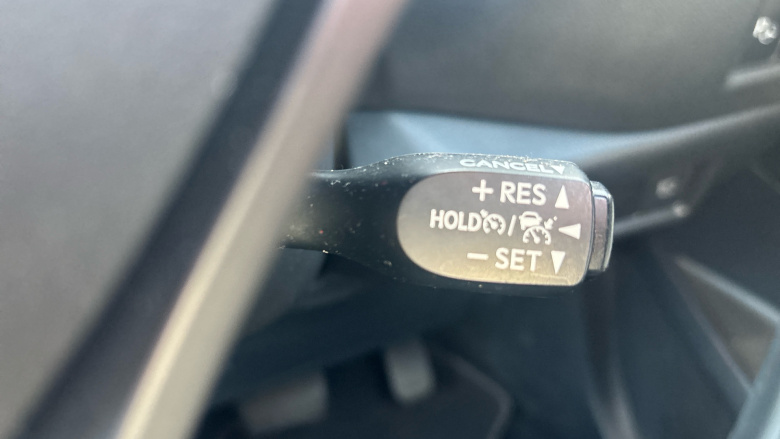 CANCEL
+ RES
HOLD /
− SET